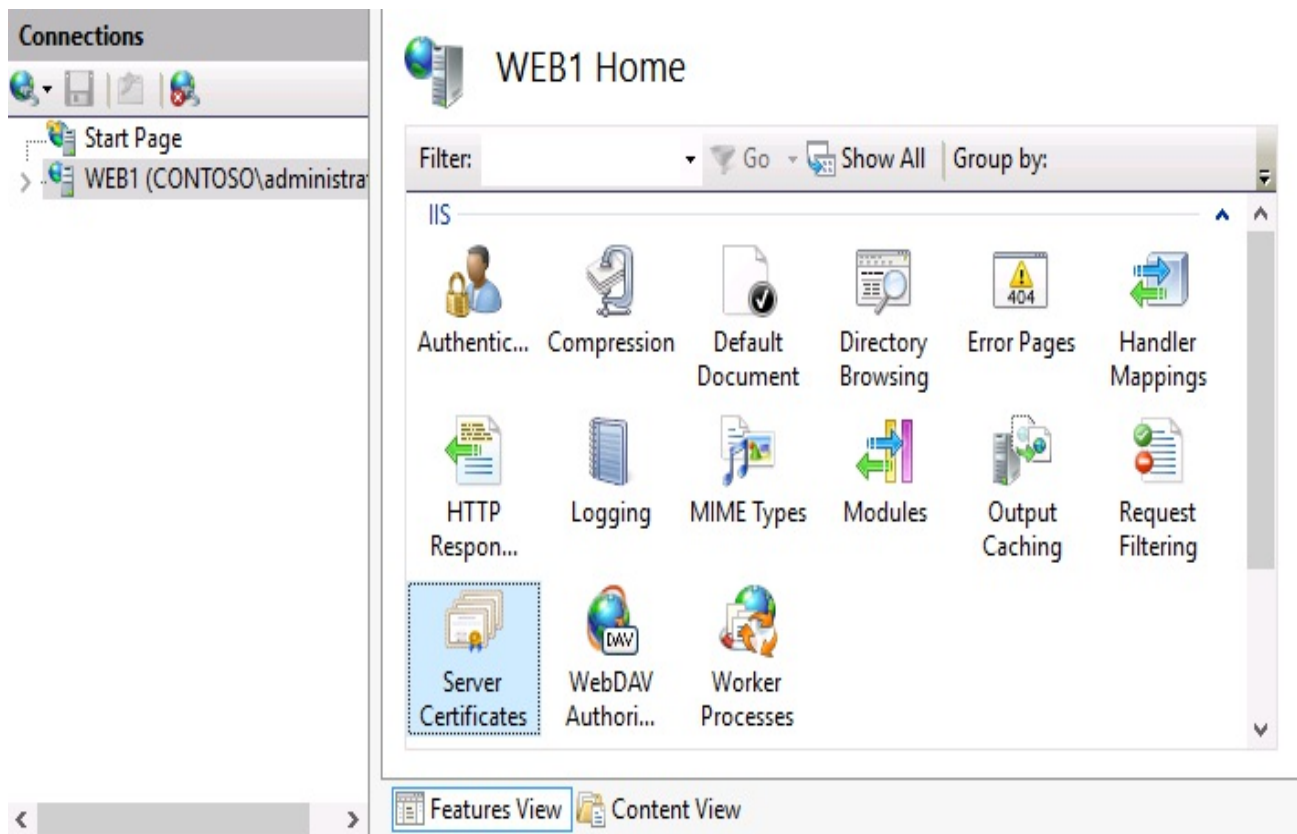 Connections
Start Page
WEB1 (CONTOSO\administra
WEB1 Home
Filter:
Go
Show All
Group by:
IIS
Authentic...
Compression
Default
Document
Directory
Browsing
404
Error Pages
Handler
Mappings
HTTP
Respon...
Logging
MIME Types
Modules
Output
Caching
Request
Filtering
Server
Certificates
DAV
WebDAV
Authori...
Worker
Processes
Features View
Content View